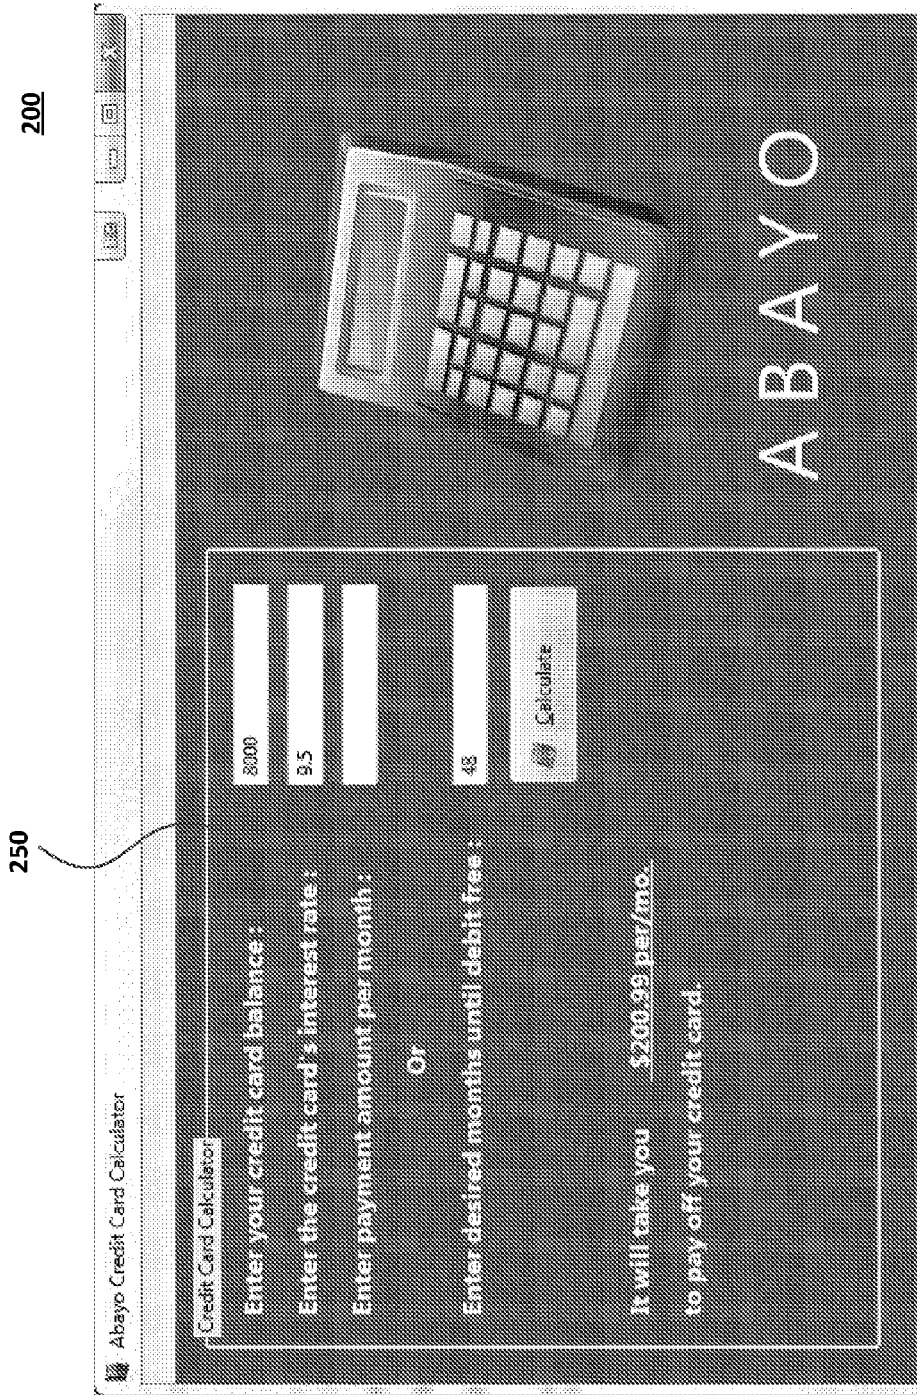 200
250
Abayo Credit Card Calculator
Credit Card Calculator
Enter your credit card balance :
8000
Enter the credit card's interest rate :
9.5
Enter payment amount per month :
Or
Enter desired months until debit free :
48
Calculate
It will take you $200.99 per/mo.
to pay off your credit card.
A B A Y O